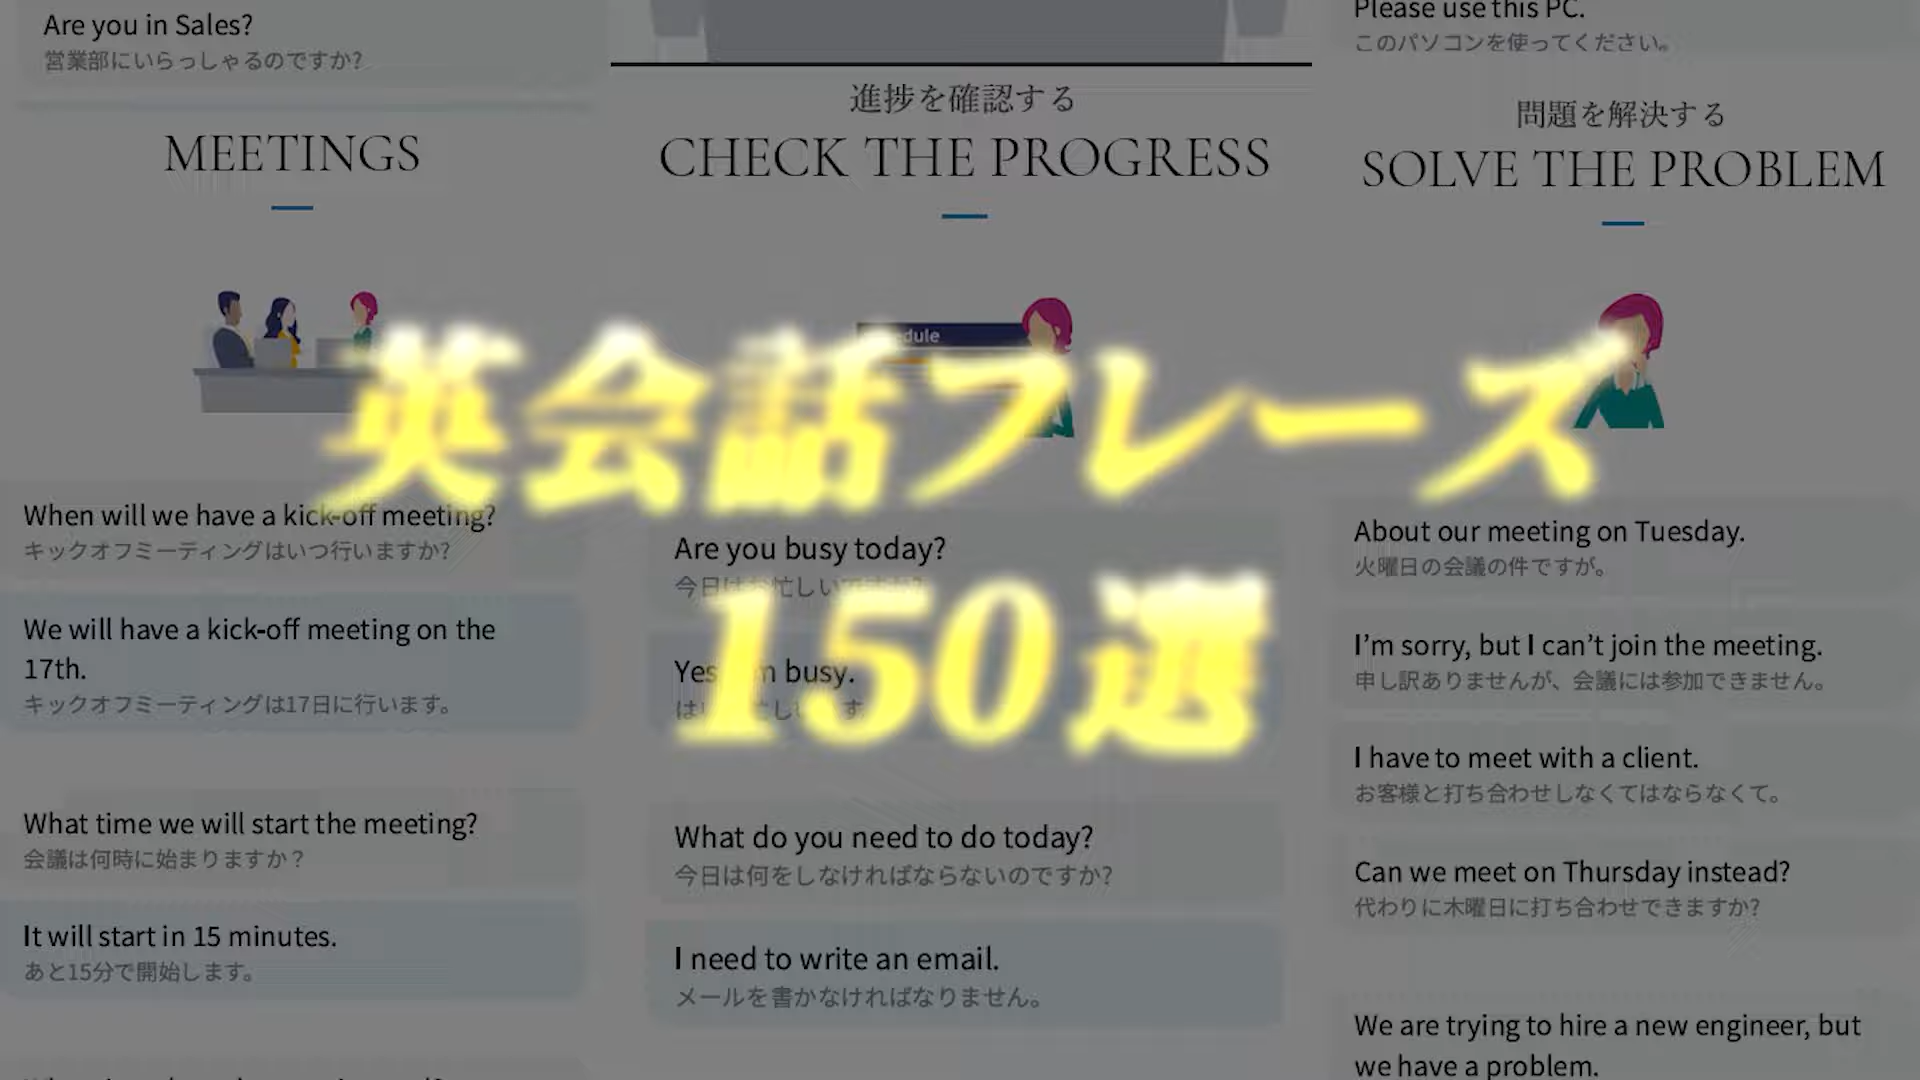 Are you in Sales?
営業部にいらっしゃるのですか?
MEETINGS
When will we have a kick-off meeting?
キックオフミーティングはいつ行いますか?
We will have a kick-off meeting on the
17th.
キックオフミーティングは17日に行います。
What time we will start the meeting?
会議は何時に始まりますか？
It will start in 15 minutes.
あと15分で開始します。
進捗を確認する
CHECK THE PROGRESS
edule
Are you busy today?
今日はお忙しいですか?
Yes busy.
What do you need to do today?
今日は何をしなければならないのですか?
I need to write an email.
メールを書かなければなりません。
Please use this PC.
このパソコンを使ってください。
問題を解決する
SOLVE THE PROBLEM
About our meeting on Tuesday.
火曜日の会議の件ですが。
I’m sorry, but I can’t join the meeting.
申し訳ありませんが、会議には参加できません。
I have to meet with a client.
お客様と打ち合わせしなくてはならなくて。
Can we meet on Thursday instead?
代わりに木曜日に打ち合わせできますか?
We are trying to hire a new engineer, but
we have a problem.
英会話フレーズ
150選